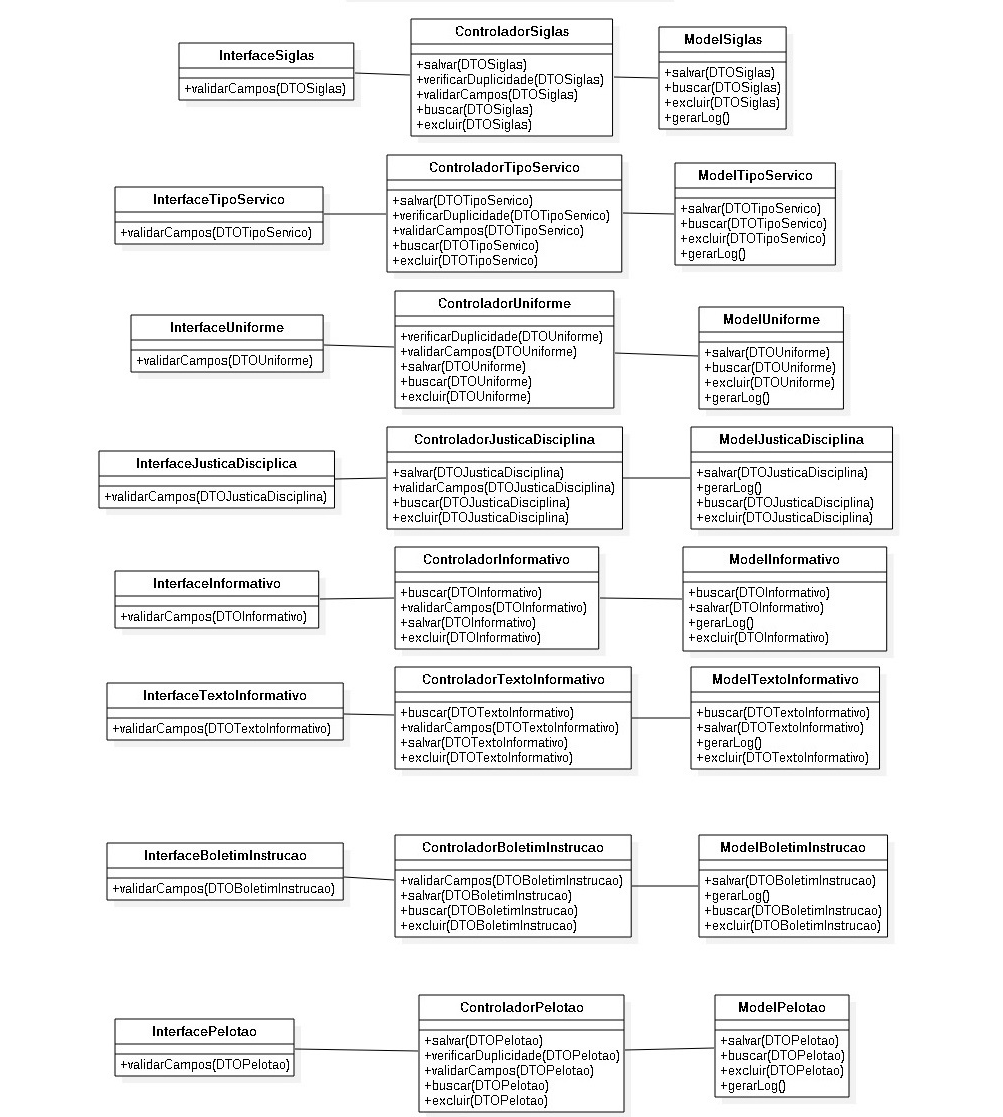 InterfaceSiglas
+validarCampos(DTOSiglas)
ControladorSiglas
+salvar(DTOSiglas)
+verificarDuplicidade(DTOSiglas)
+validarCampos(DTOSiglas)
+buscar(DTOSiglas)
+excluir(DTOSiglas)
ModelSiglas
+salvar(DTOSiglas)
+buscar(DTOSiglas)
+excluir(DTOSiglas)
+gerarLog()
InterfaceTipoServico
+validarCampos(DTOTipoServico)
ControladorTipoServico
+salvar(DTOTipoServico)
+verificarDuplicidade(DTOTipoServico)
+validarCampos(DTOTipoServico)
+buscar(DTOTipoServico)
+excluir(DTOTipoServico)
ModelTipoServico
+salvar(DTOTipoServico)
+buscar(DTOTipoServico)
+excluir(DTOTipoServico)
+gerarLog()
InterfaceUniforme
+validarCampos(DTOUniforme)
ControladorUniforme
+verificarDuplicidade(DTOUniforme)
+validarCampos(DTOUniforme)
+salvar(DTOUniforme)
+buscar(DTOUniforme)
+excluir(DTOUniforme)
ModelUniforme
+salvar(DTOUniforme)
+buscar(DTOUniforme)
+excluir(DTOUniforme)
+gerarLog()
InterfaceJusticaDisciplica
+validarCampos(DTOJusticaDisciplina)
ControladorJusticaDisciplina
+salvar(DTOJusticaDisciplina)
+validarCampos(DTOJusticaDisciplina)
+buscar(DTOJusticaDisciplina)
+excluir(DTOJusticaDisciplina)
ModelJusticaDisciplina
+salvar(DTOJusticaDisciplina)
+gerarLog()
+buscar(DTOJusticaDisciplina)
+excluir(DTOJusticaDisciplina)
InterfaceInformativo
+validarCampos(DTOInformativo)
ControladorInformativo
+buscar(DTOInformativo)
+validarCampos(DTOInformativo)
+salvar(DTOInformativo)
+excluir(DTOInformativo)
ModelInformativo
+buscar(DTOInformativo)
+salvar(DTOInformativo)
+gerarLog()
+excluir(DTOInformativo)
InterfaceTextoInformativo
+validarCampos(DTOTextoInformativo)
ControladorTextoInformativo
+buscar(DTOTextoInformativo)
+validarCampos(DTOTextoInformativo)
+salvar(DTOTextoInformativo)
+excluir(DTOTextoInformativo)
ModelTextoInformativo
+buscar(DTOTextoInformativo)
+salvar(DTOTextoInformativo)
+gerarLog()
+excluir(DTOTextoInformativo)
InterfaceBoletimInstrucao
+validarCampos(DTOBoletimInstrucao)
ControladorBoletimInstrucao
+validarCampos(DTOBoletimInstrucao)
+salvar(DTOBoletimInstrucao)
+buscar(DTOBoletimInstrucao)
+excluir(DTOBoletimInstrucao)
ModelBoletimInstrucao
+salvar(DTOBoletimInstrucao)
+gerarLog()
+buscar(DTOBoletimInstrucao)
+excluir(DTOBoletimInstrucao)
InterfacePelotao
+validarCampos(DTOPelotao)
ControladorPelotao
+salvar(DTOPelotao)
+verificarDuplicidade(DTOPelotao)
+validarCampos(DTOPelotao)
+buscar(DTOPelotao)
+excluir(DTOPelotao)
ModelPelotao
+salvar(DTOPelotao)
+buscar(DTOPelotao)
+excluir(DTOPelotao)
+gerarLog()